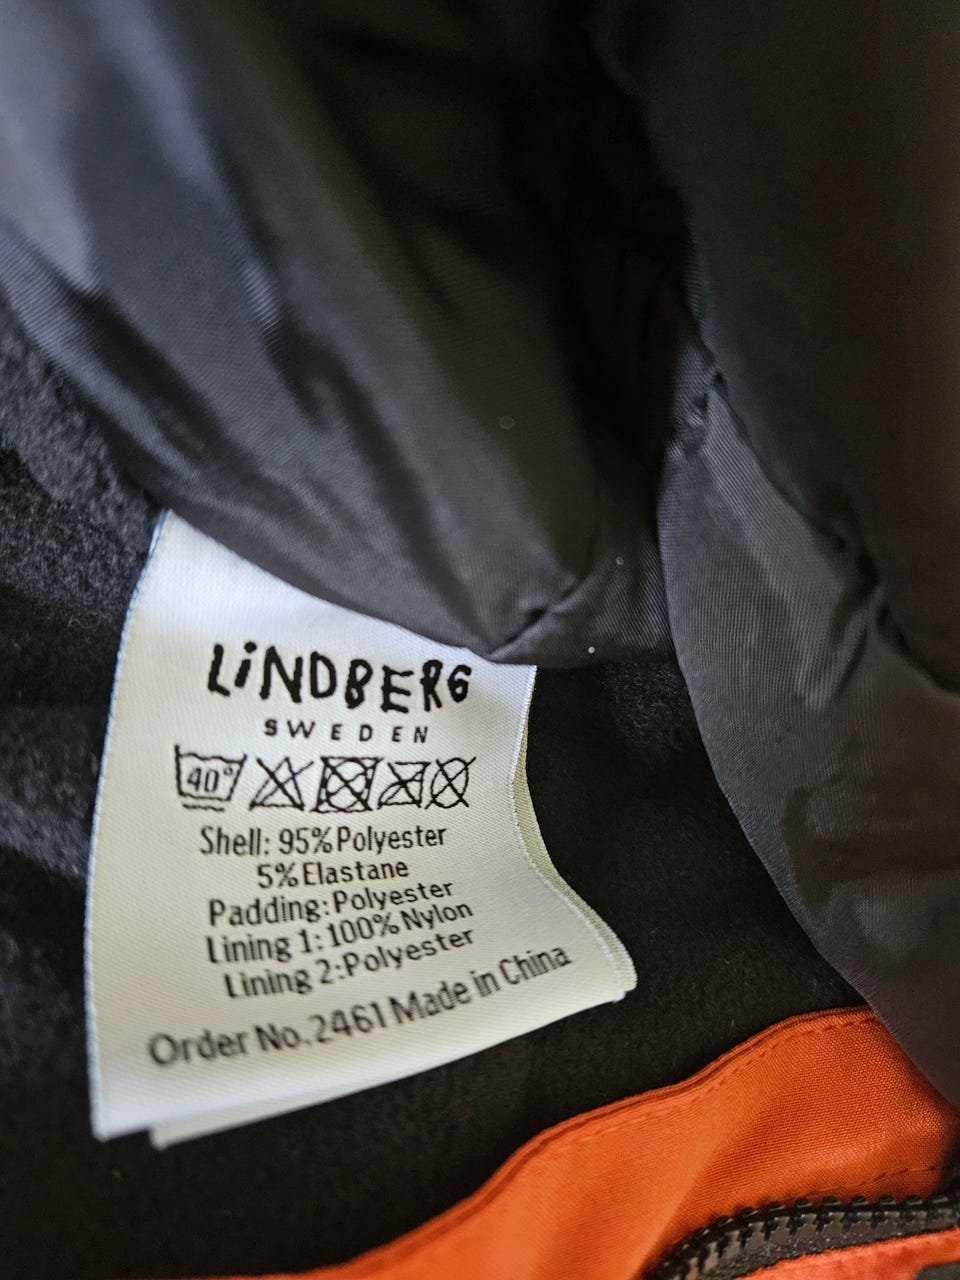 LiNDBERG
SWEDEN
40°
Shell: 95% Polyester
5% Elastane
Padding: Polyester
Lining 1: 100% Nylon
Lining 2: Polyester
Order No. 2461 Made in China